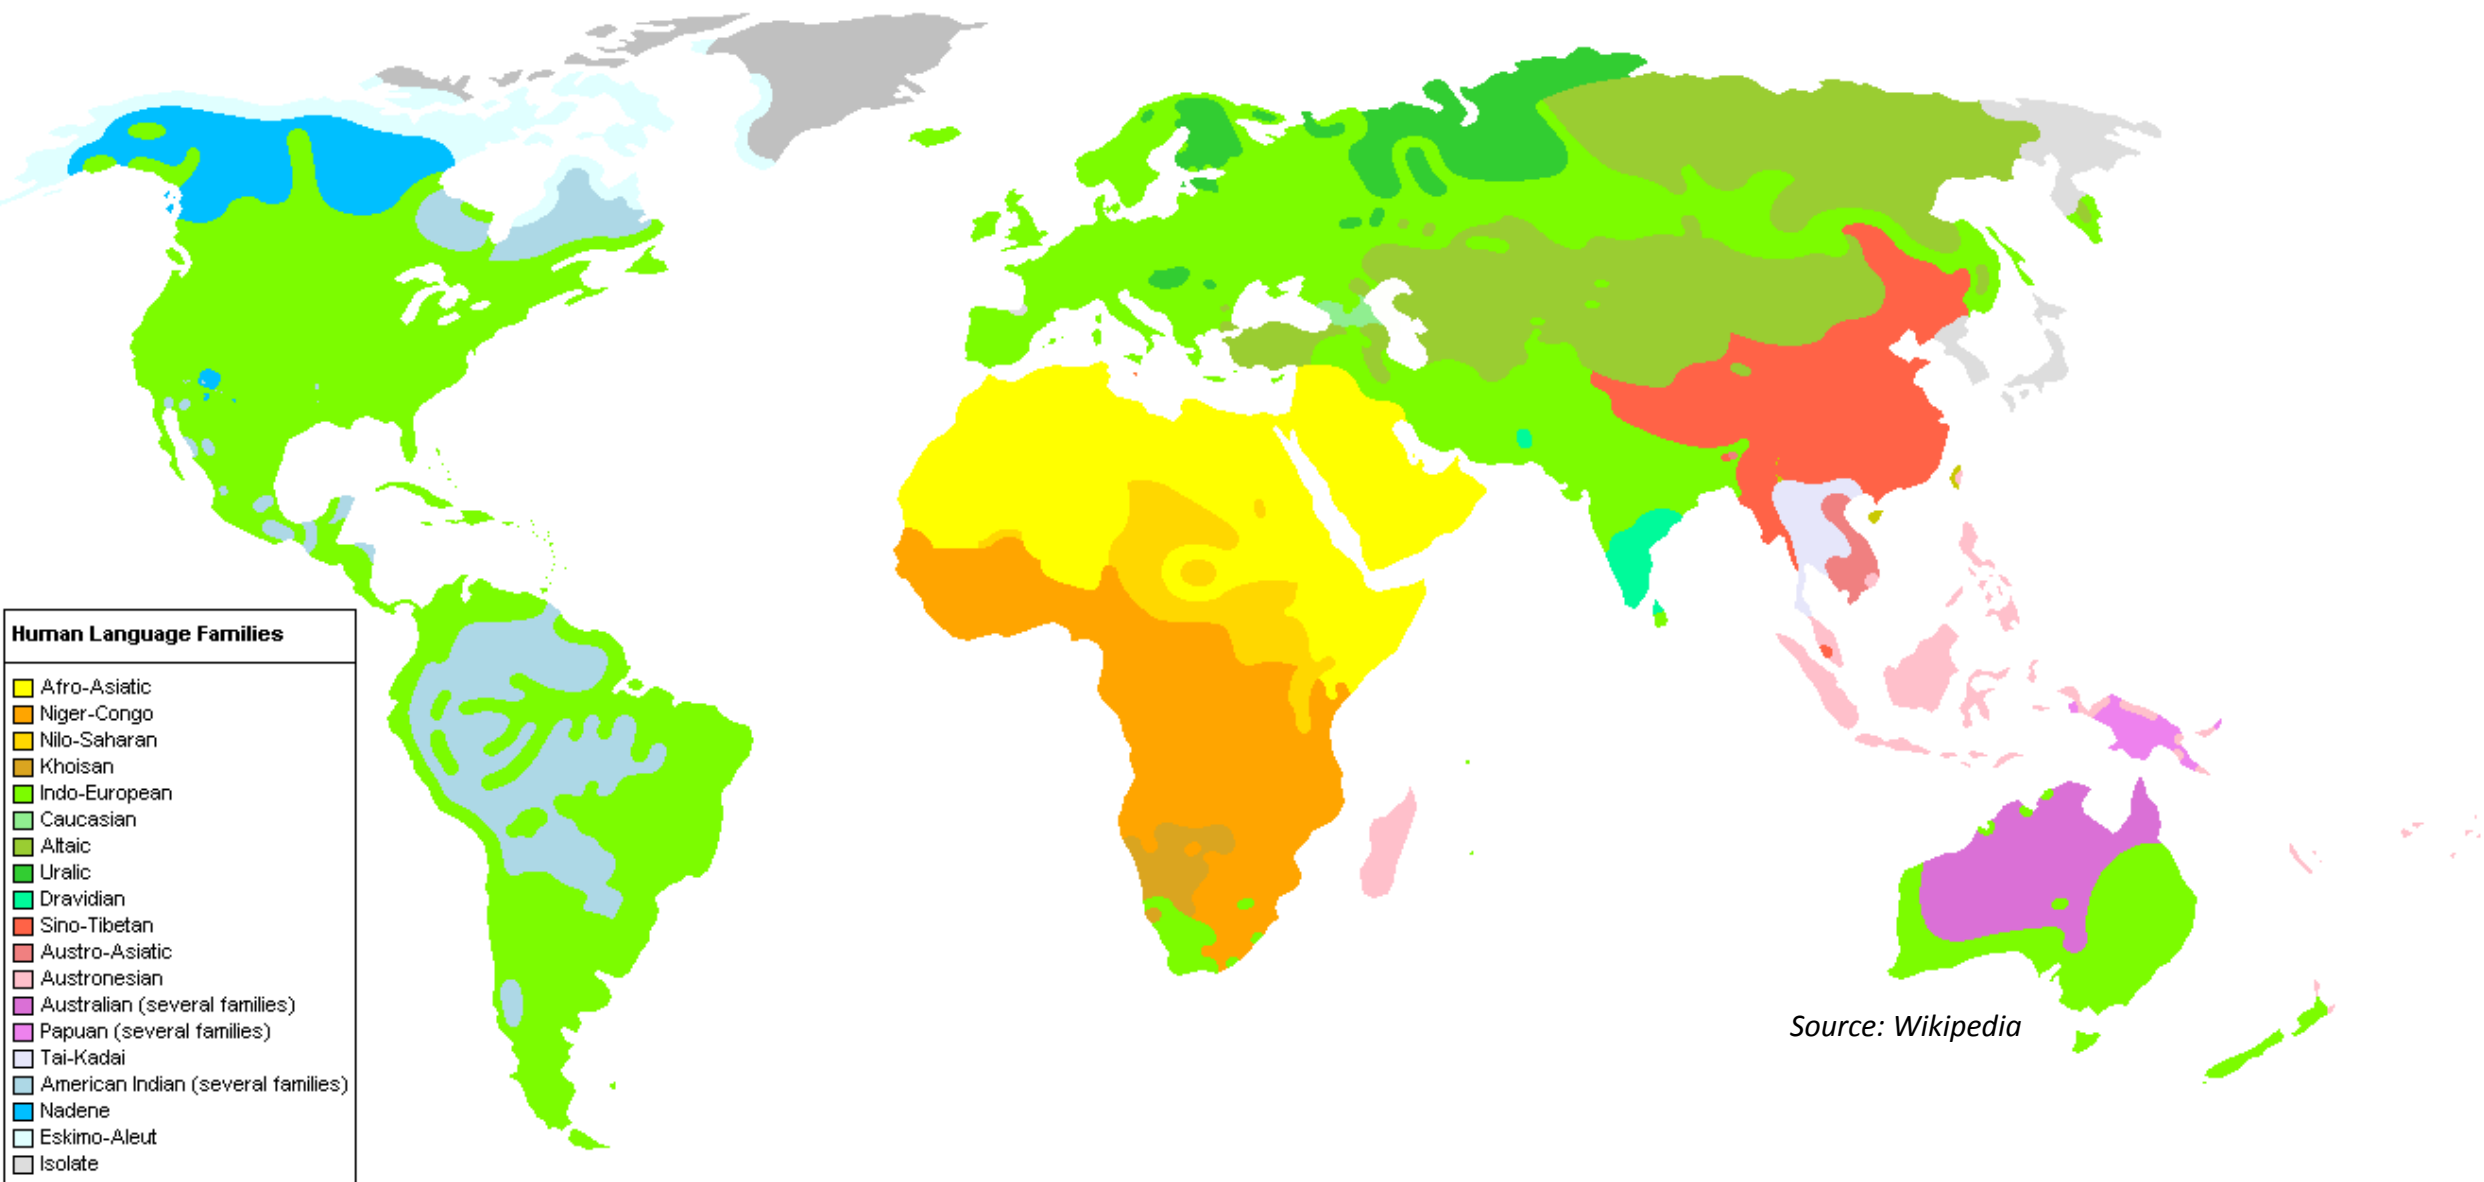 Human Language Families
Afro-Asiatic
Niger-Congo
Nilo-Saharan
Khoisan
Indo-European
Caucasian
Altaic
Uralic
Dravidian
Sino-Tibetan
Austro-Asiatic
Austronesian
Australian (several families)
Papuan (several families)
Tai-Kadai
American Indian (several families)
Nadene
Eskimo-Aleut
Isolate
Source: Wikipedia